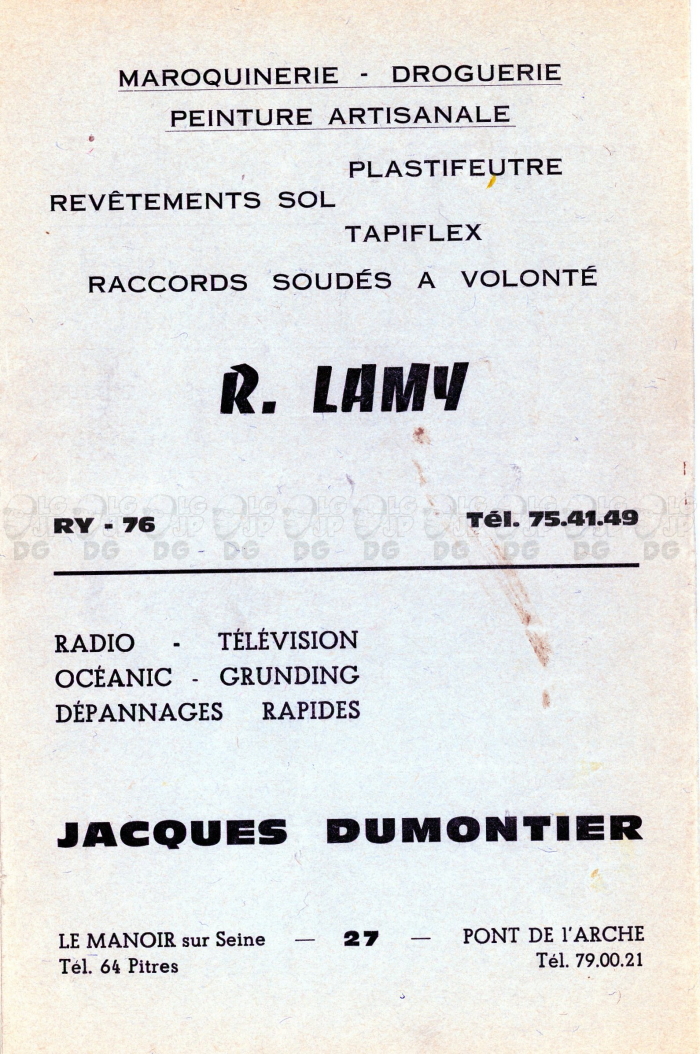 MAROQUINERIE - DROGUERIE
PEINTURE ARTISANALE
PLASTIFEUTRE
REVÊTEMENTS SOL
TAPIFLEX
RACCORDS SOUDÉS A VOLONTÉ
R. LAMY
RY - 76 Tél. 75.41.49
RADIO - TÉLÉVISION
OCÉANIC - GRUNDING
DÉPANNAGES RAPIDES
JACQUES DUMONTIER
LE MANOIR sur Seine — 27 — PONT DE l'ARCHE
Tél. 64 Pitres Tél. 79.00.21